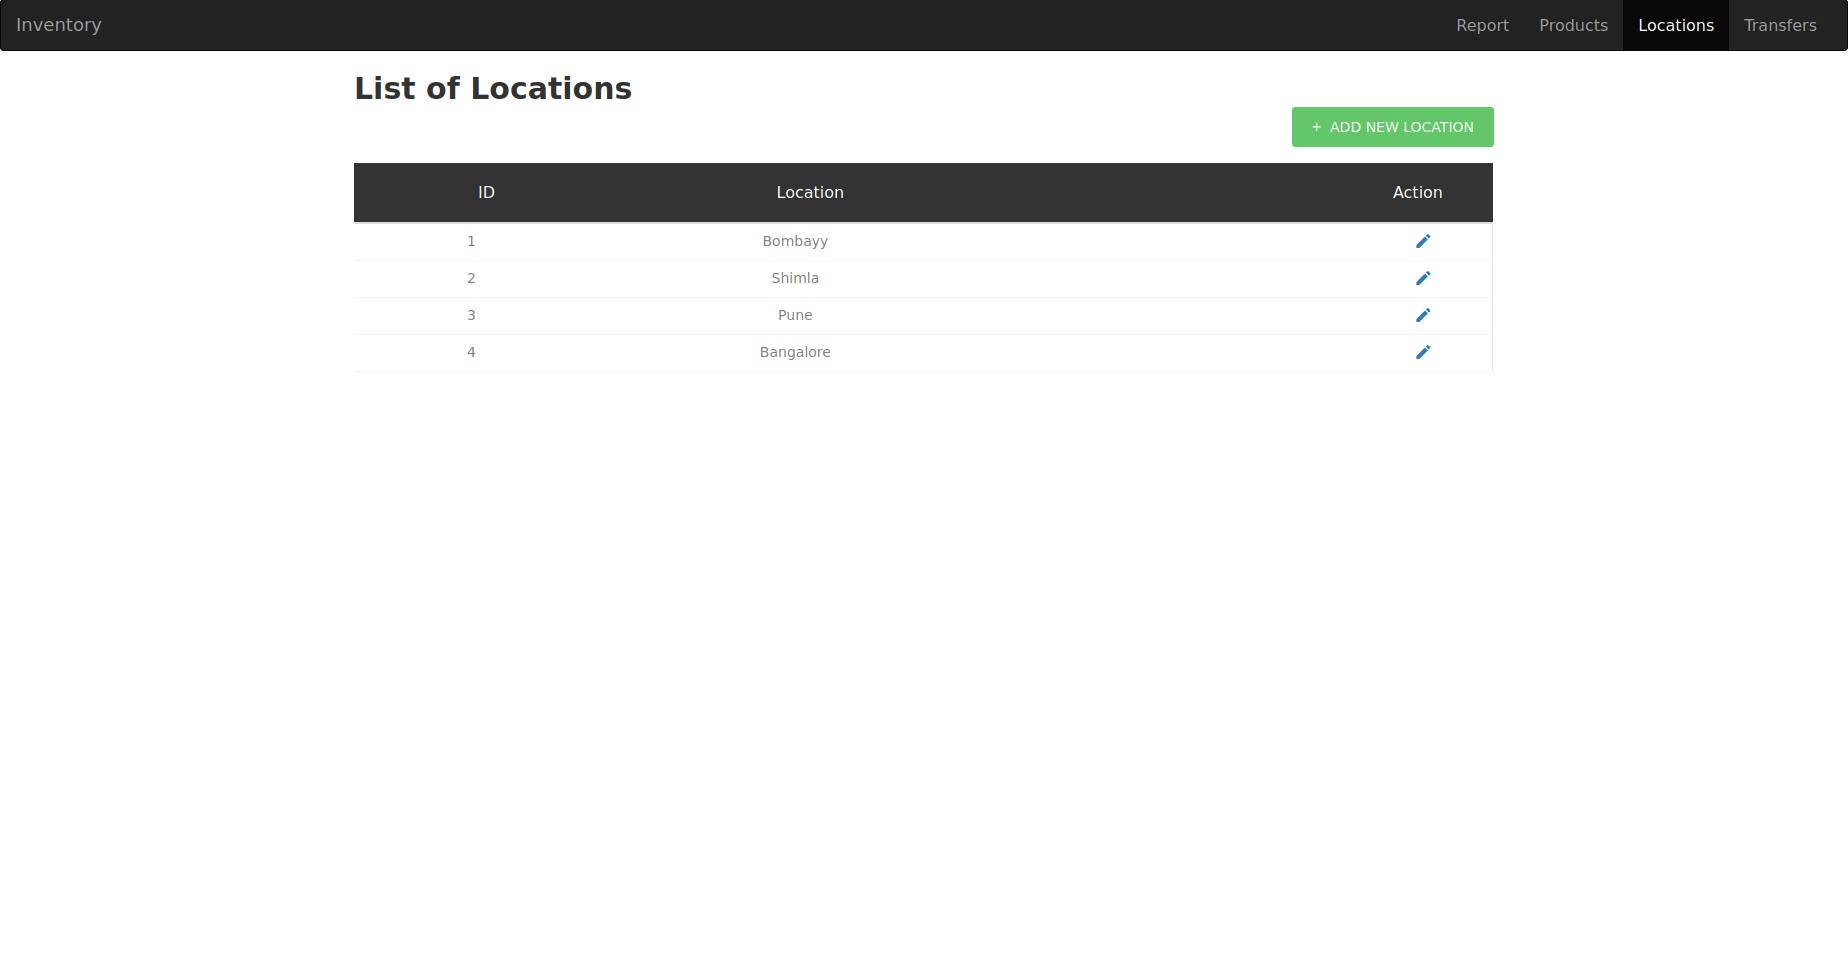 Inventory Report Products Locations Transfers
List of Locations
+ ADD NEW LOCATION
ID Location Action
1 Bombayy
2 Shimla
3 Pune
4 Bangalore